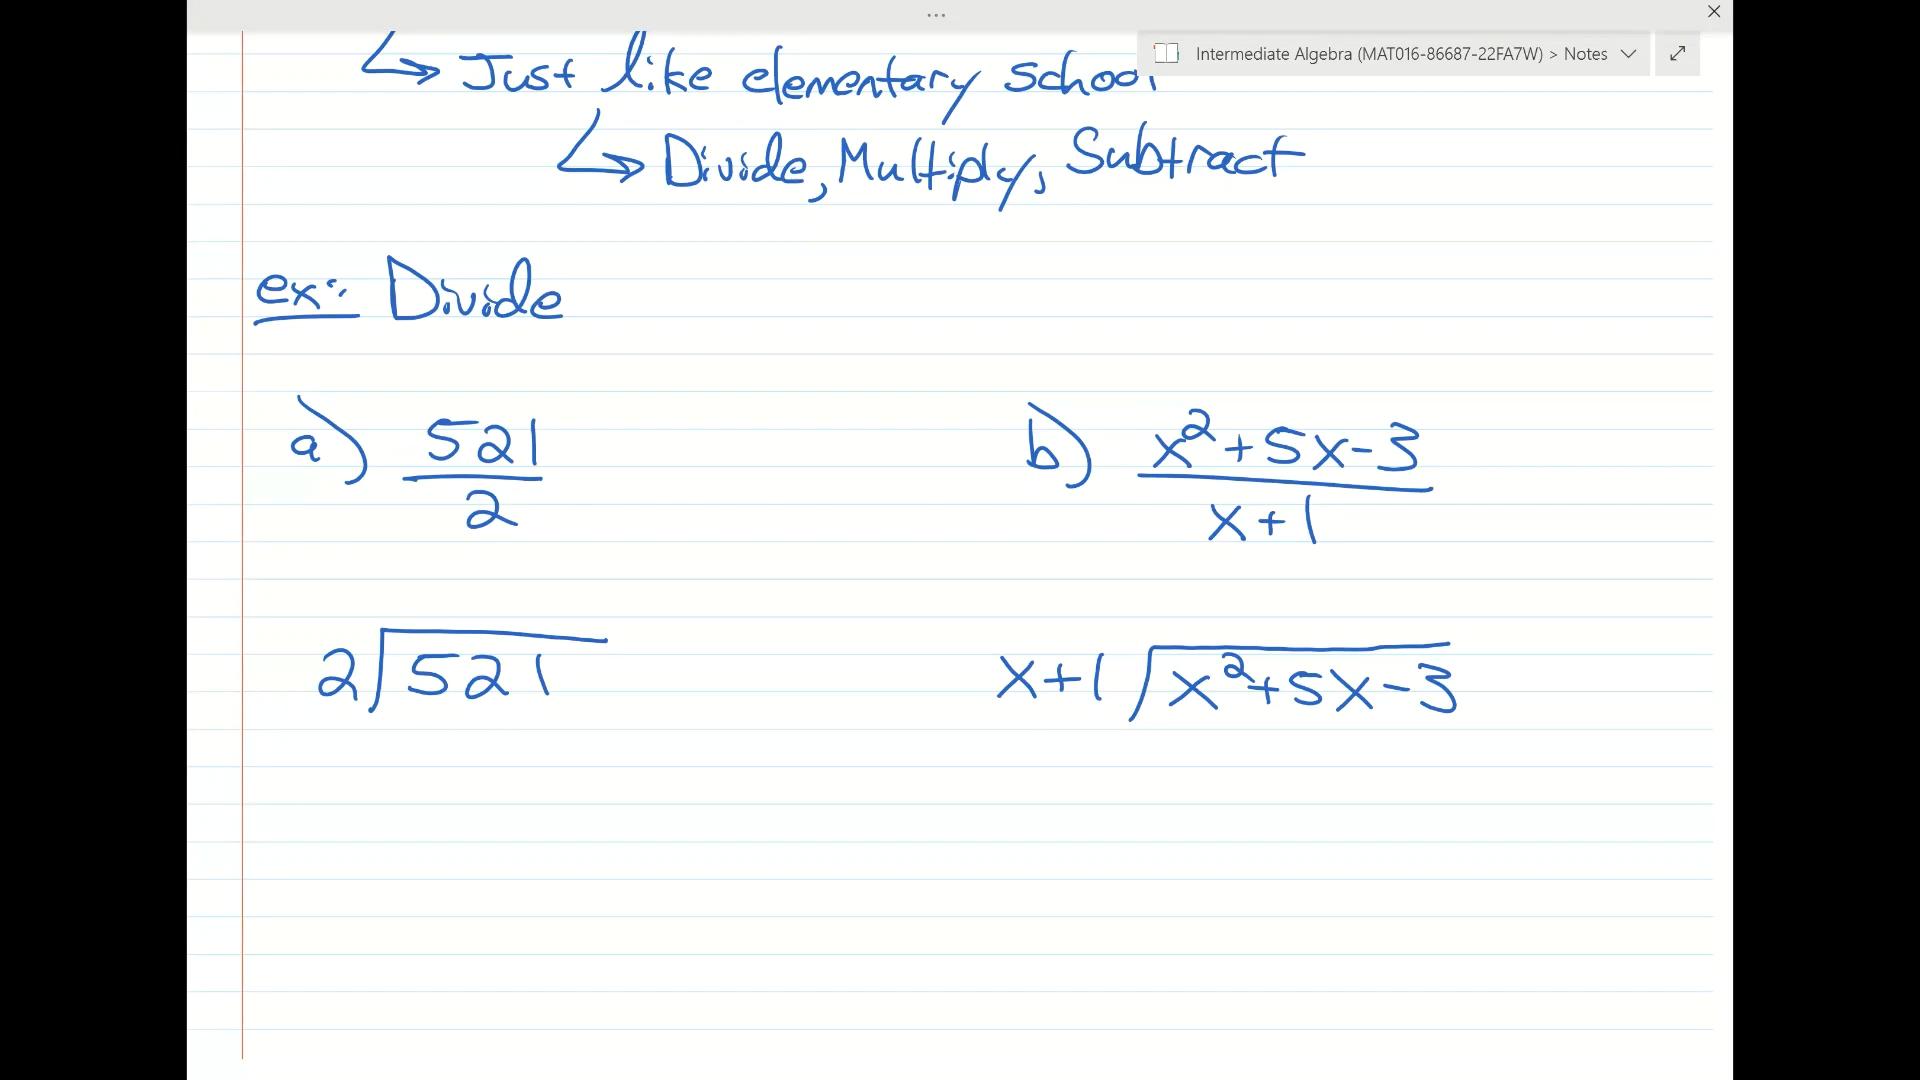 ...
Intermediate Algebra (MAT016-86687-22FA7W) > Notes
↳ Just like elementary school
↳ Divide, Multiply, Subtract
ex: Divide
a) 521/2
b) x²+5x-3/x+1
2)521
x+1)x²+5x-3